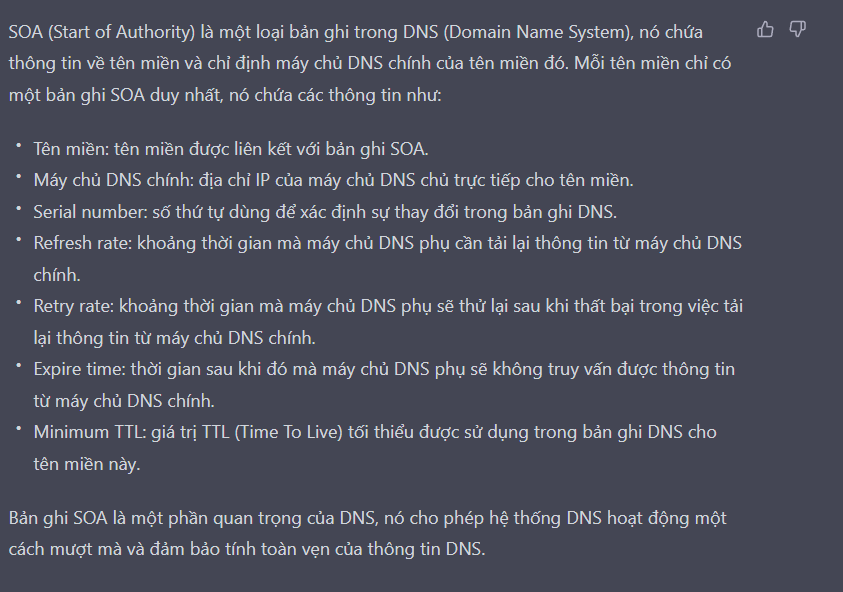 SOA (Start of Authority) là một loại bản ghi trong DNS (Domain Name System), nó chứa
thông tin về tên miền và chỉ định máy chủ DNS chính của tên miền đó. Mỗi tên miền chỉ có
một bản ghi SOA duy nhất, nó chứa các thông tin như:
• Tên miền: tên miền được liên kết với bản ghi SOA.
• Máy chủ DNS chính: địa chỉ IP của máy chủ DNS chủ trực tiếp cho tên miền.
• Serial number: số thứ tự dùng để xác định sự thay đổi trong bản ghi DNS.
• Refresh rate: khoảng thời gian mà máy chủ DNS phụ cần tải lại thông tin từ máy chủ DNS
chính.
• Retry rate: khoảng thời gian mà máy chủ DNS phụ sẽ thử lại sau khi thất bại trong việc tải
lại thông tin từ máy chủ DNS chính.
• Expire time: thời gian sau khi đó mà máy chủ DNS phụ sẽ không truy vấn được thông tin
từ máy chủ DNS chính.
• Minimum TTL: giá trị TTL (Time To Live) tối thiểu được sử dụng trong bản ghi DNS cho
tên miền này.
Bản ghi SOA là một phần quan trọng của DNS, nó cho phép hệ thống DNS hoạt động một
cách mượt mà và đảm bảo tính toàn vẹn của thông tin DNS.